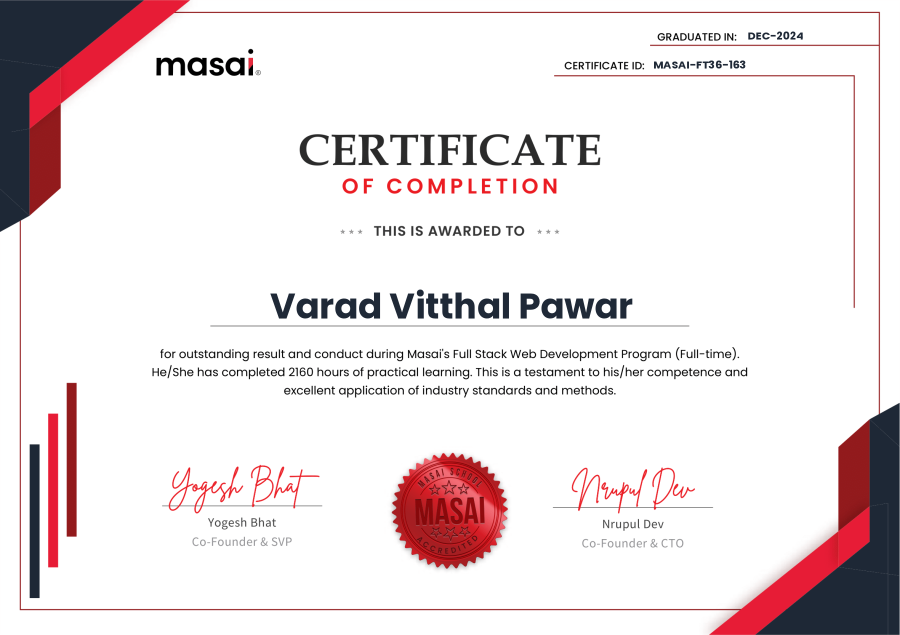 GRADUATED IN: DEC-2024
masai®
CERTIFICATE ID: MASAI-FT36-163
CERTIFICATE
OF COMPLETION
THIS IS AWARDED TO
Varad Vitthal Pawar
for outstanding result and conduct during Masai's Full Stack Web Development Program (Full-time).
He/She has completed 2160 hours of practical learning. This is a testament to his/her competence and
excellent application of industry standards and methods.
Yogesh Bhat
Yogesh Bhat
Co-Founder & SVP
MASAI SCHOOL
MASAI
ACCREDITED
Nrupul Dev
Nrupul Dev
Co-Founder & CTO